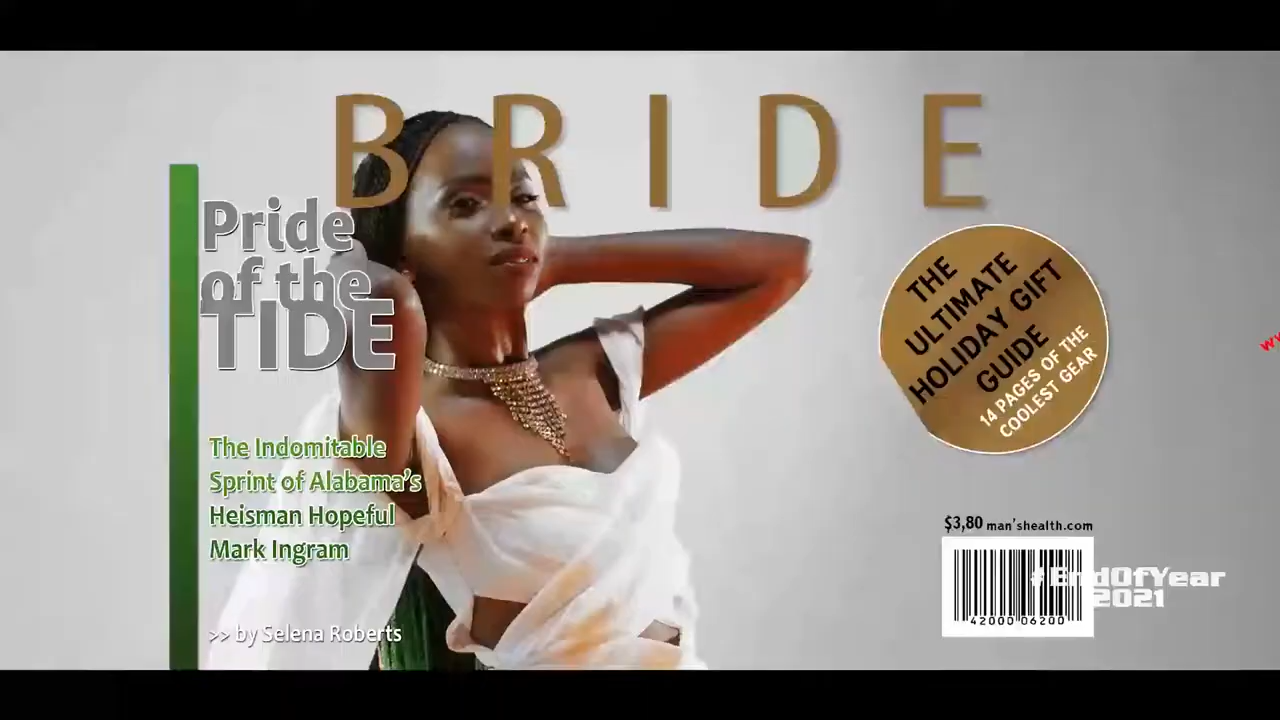 BRIDE
Pride
of the
TIDE
The Indomitable
Sprint of Alabama's
Heisman Hopeful
Mark Ingram
>> by Selena Roberts
THE
ULTIMATE
HOLIDAY GIFT
GUIDE
14 PAGES OF THE
COOLEST GEAR
$3,80 man'shealth.com
42000 06200
#EndOfYear
2021